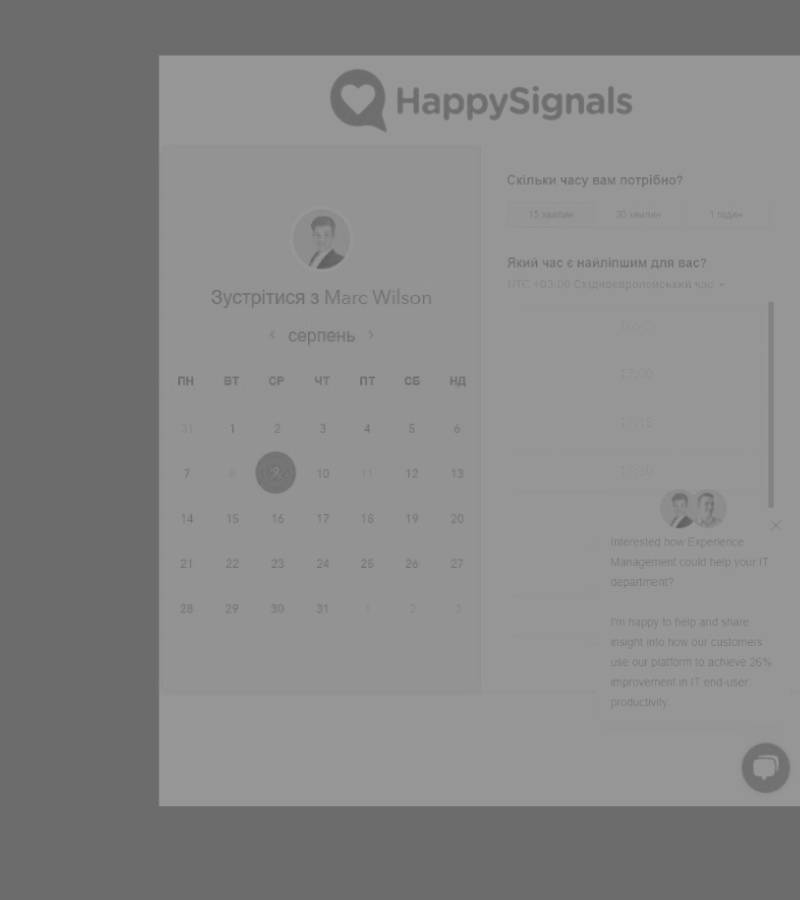 HappySignals
Зустрітися з Marc Wilson
‹ серпень ›
ПН ВТ СР ЧТ ПТ СБ НД
31 1 2 3 4 5 6
7 8 9 10 11 12 13
14 15 16 17 18 19 20
21 22 23 24 25 26 27
28 29 30 31 1 2 3
Скільки часу вам потрібно?
15 хвилин 30 хвилин 1 годин
Який час є найліпшим для вас?
UTC +03:00 Східноєвропейський час
17:00
17:15
17:30
Interested how Experience
Management could help your IT
department?
I'm happy to help and share
insight into how our customers
use our platform to achieve 26%
improvement in IT end-user
productivity.